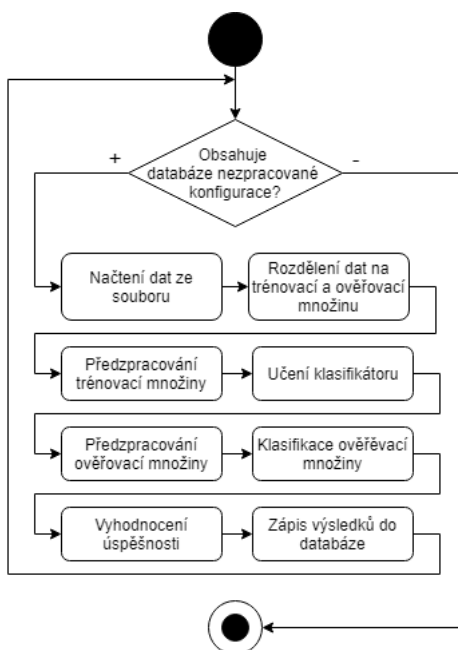 Obsahuje
databáze nezpracované
konfigurace?
+
-
Načtení dat ze
souboru
Rozdělení dat na
trénovací a ověřovací
množinu
Předzpracování
trénovací množiny
Učení klasifikátoru
Předzpracování
ověřovací množiny
Klasifikace ověřěvací
množiny
Vyhodnocení
úspěšnosti
Zápis výsledků do
databáze